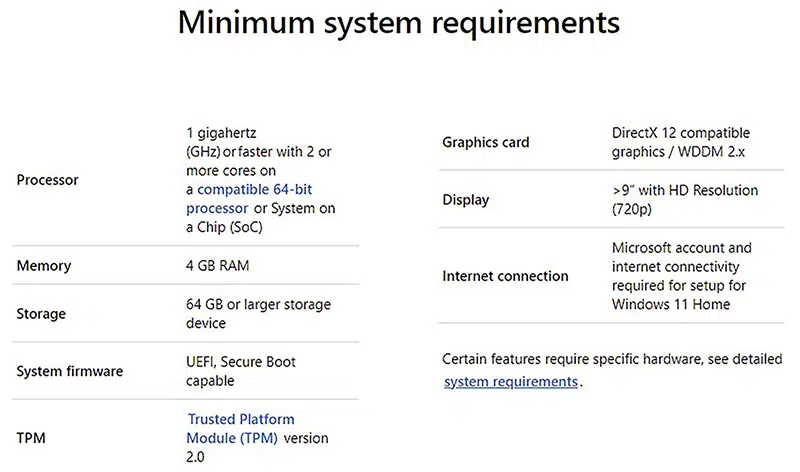 Minimum system requirements
Processor
1 gigahertz
(GHz) or faster with 2 or
more cores on
a compatible 64-bit
processor or System on
a Chip (SoC)
Memory
4 GB RAM
Storage
64 GB or larger storage
device
System firmware
UEFI, Secure Boot
capable
TPM
Trusted Platform
Module (TPM) version
2.0
Graphics card
DirectX 12 compatible
graphics / WDDM 2.x
Display
>9” with HD Resolution
(720p)
Internet connection
Microsoft account and
internet connectivity
required for setup for
Windows 11 Home
Certain features require specific hardware, see detailed
system requirements.